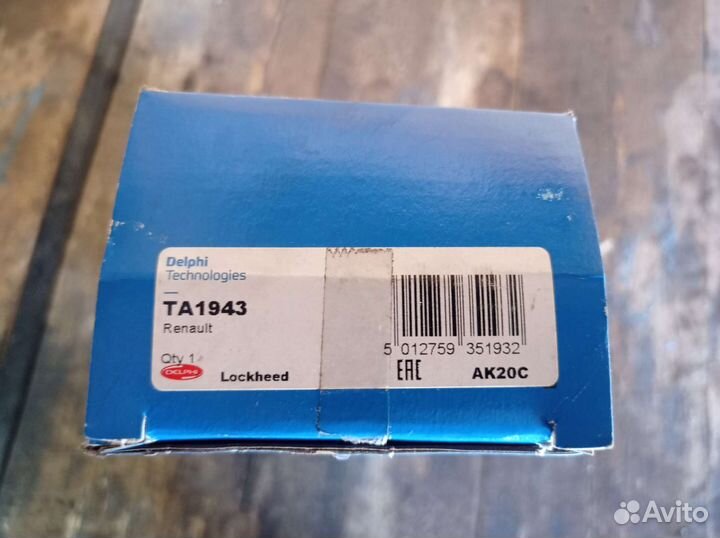 Delphi
Technologies
TA1943
Renault
Qty 1
DELPHI
Lockheed
5 012759 351932
EAC
AK20C
Avito